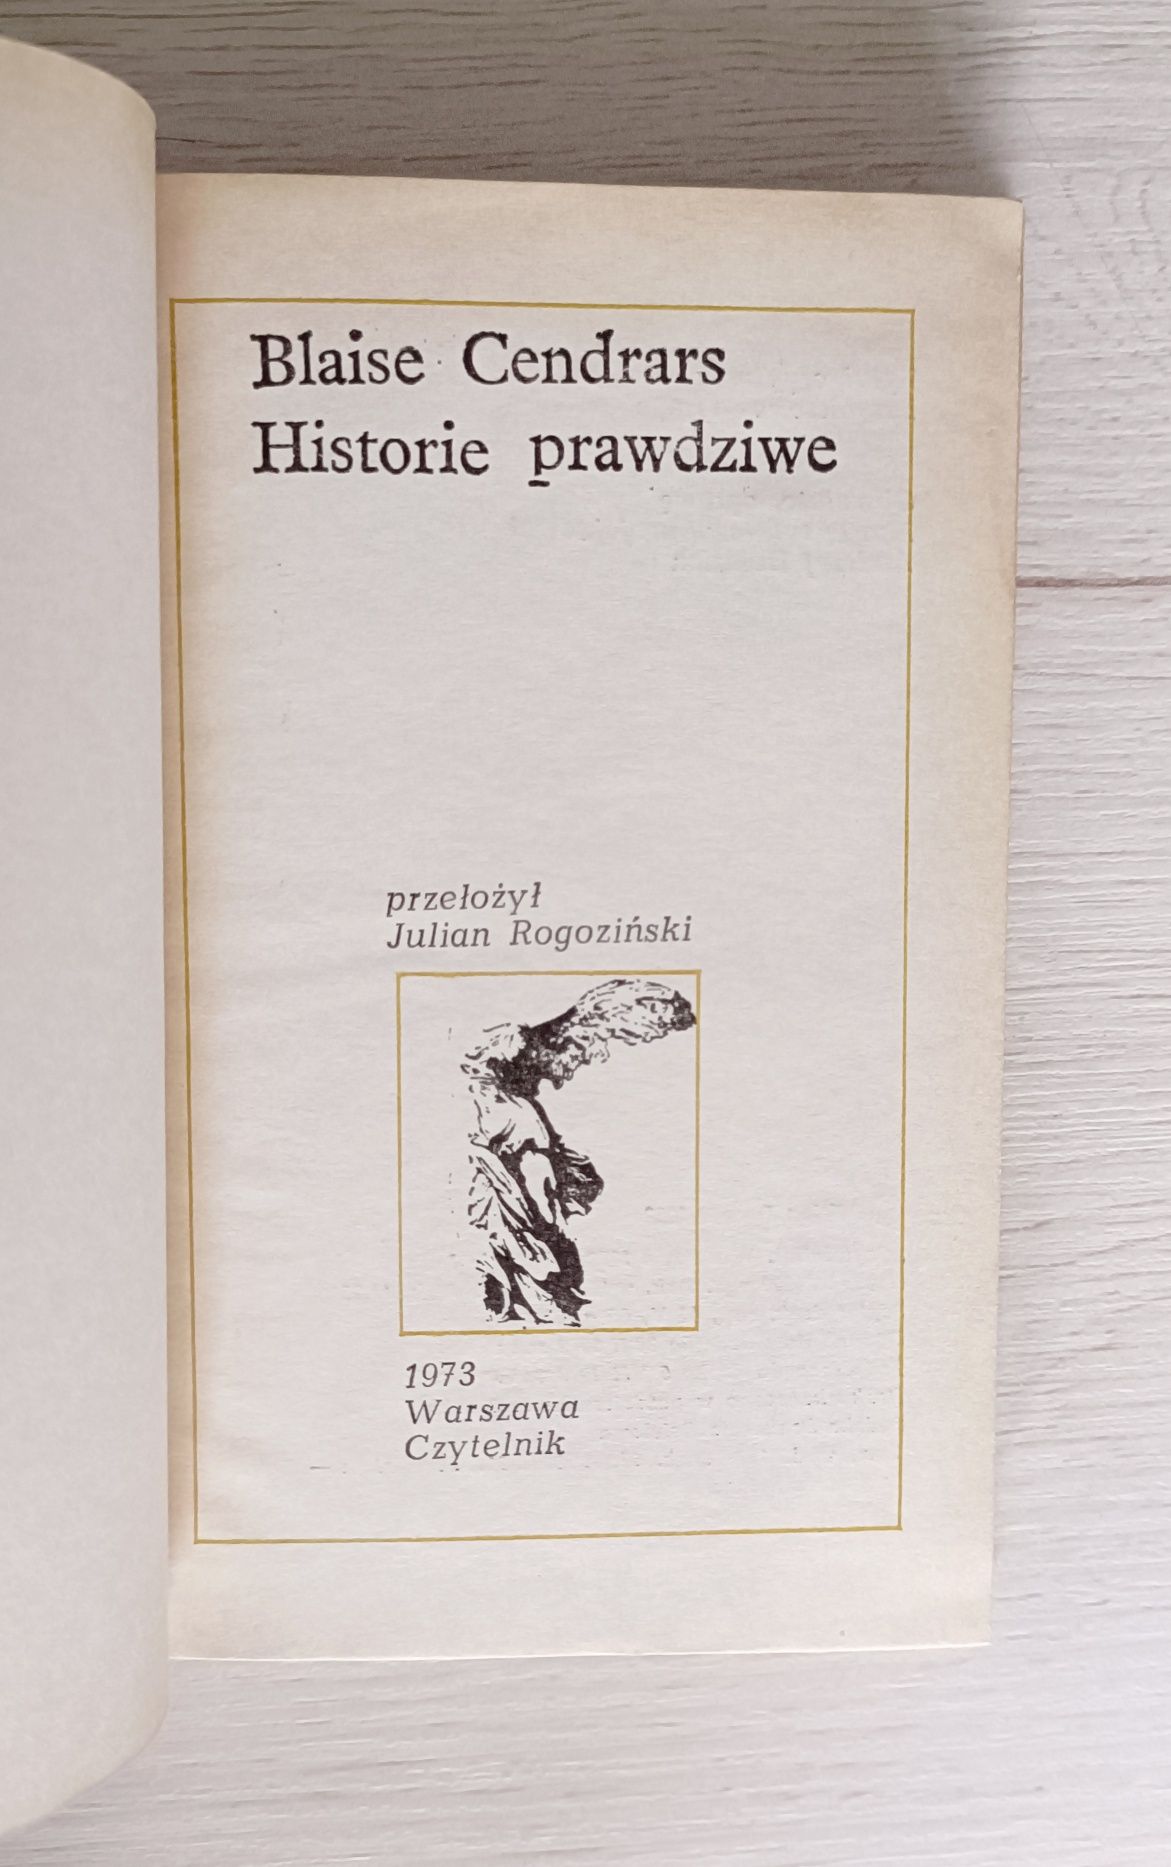 Blaise Cendrars
Historie prawdziwe
przełożył
Julian Rogoziński
1973
Warszawa
Czytelnik